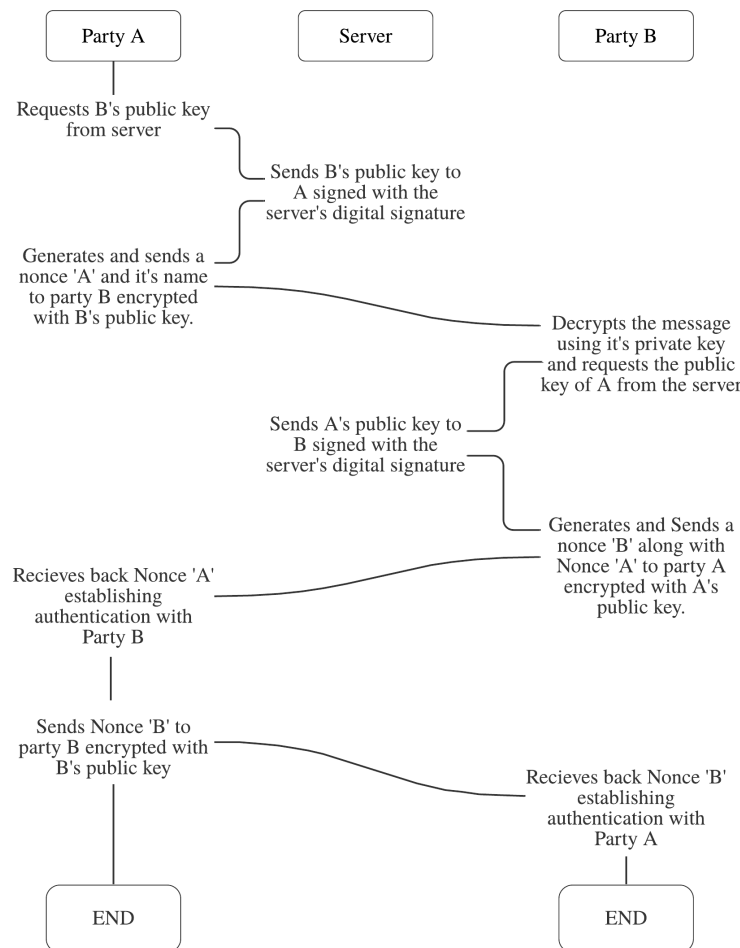 Party A
Server
Party B
Requests B's public key
from server
Sends B's public key to
A signed with the
server's digital signature
Generates and sends a
nonce 'A' and it's name
to party B encrypted
with B's public key.
Decrypts the message
using it's private key
and requests the public
key of A from the server
Sends A's public key to
B signed with the
server's digital signature
Generates and Sends a
nonce 'B' along with
Nonce 'A' to party A
encrypted with A's
public key.
Recieves back Nonce 'A'
establishing
authentication with
Party B
Sends Nonce 'B' to
party B encrypted with
B's public key
Recieves back Nonce 'B'
establishing
authentication with
Party A
END
END